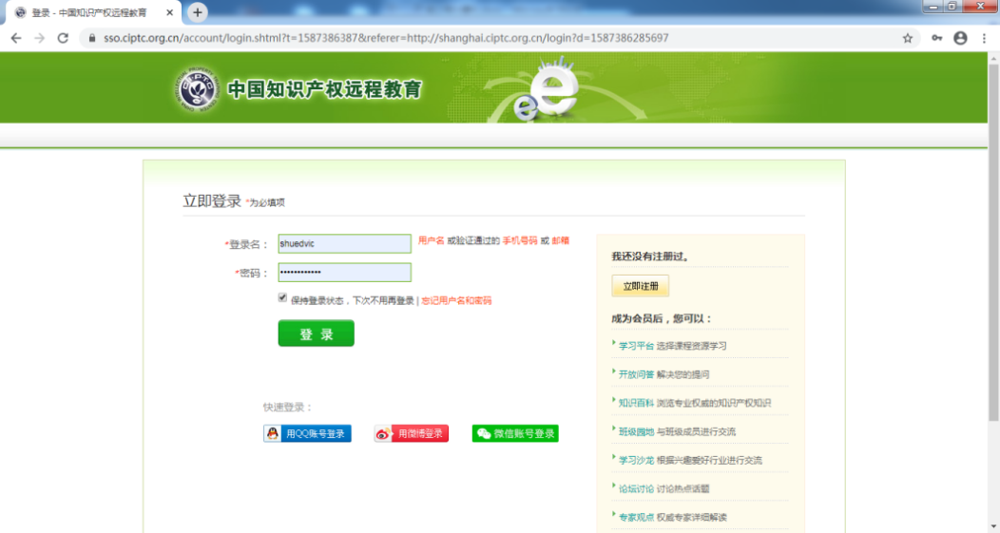 登录 - 中国知识产权远程教育
sso.ciptc.org.cn/account/login.shtml?t=1587386387&referer=http://shanghai.ciptc.org.cn/login?d=1587386285697
中国知识产权远程教育
立即登录 *为必填项
*登录名： shuedvic 用户名 或验证通过的 手机号码 或 邮箱
*密码： ••••••••••••
保持登录状态，下次不用再登录 | 忘记用户名和密码
登 录
快速登录：
用QQ账号登录 用微博登录 微信账号登录
我还没有注册过。
立即注册
成为会员后，您可以：
学习平台 选择课程资源学习
开放问答 解决您的提问
知识百科 浏览专业权威的知识产权知识
班级园地 与班级成员进行交流
学习沙龙 根据兴趣爱好行业进行交流
论坛讨论 讨论热点话题
专家观点 权威专家详细解读